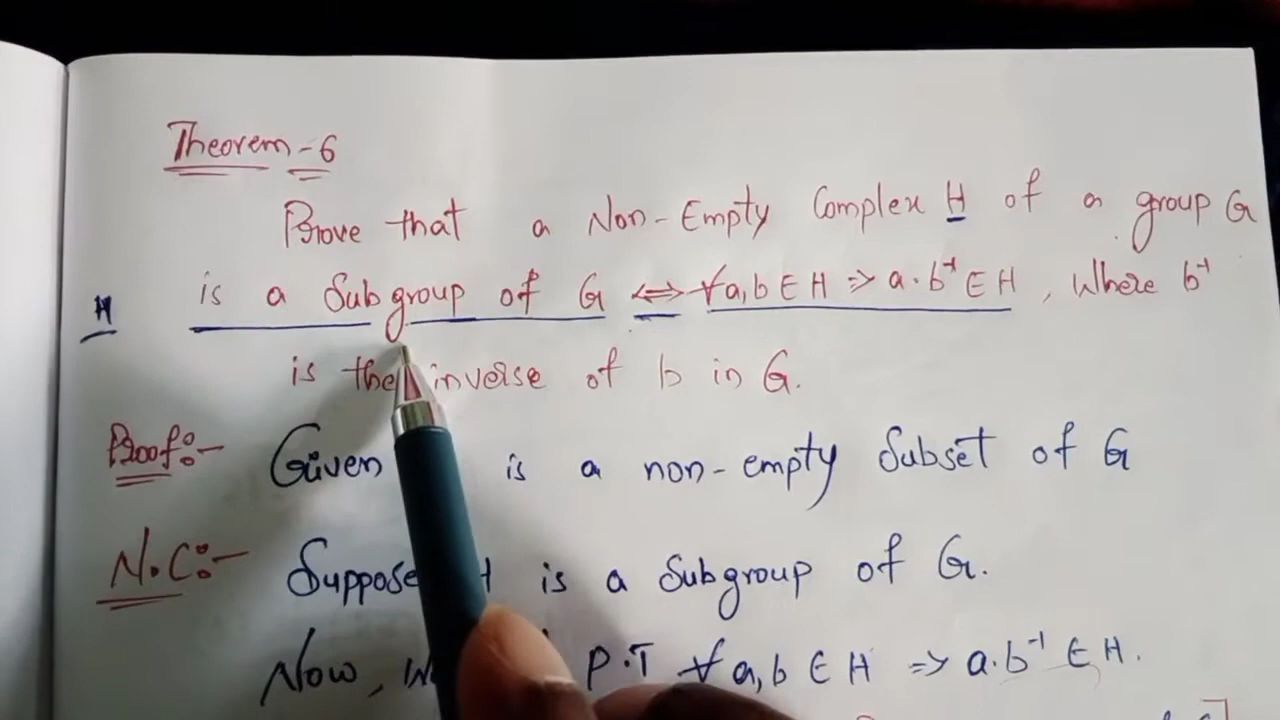 Theorem-6
Prove that a Non-Empty Complex H of a group G
H is a Subgroup of G ⇔ ∀a,b∈H ⇒ a·b⁻¹∈H, Where b⁻¹
is the inverse of b in G.
Proof:- Given is a non-empty Subset of G
N.C:- Suppose H is a Subgroup of G.
Now, P.T ∀a,b∈H ⇒ a·b⁻¹∈H.